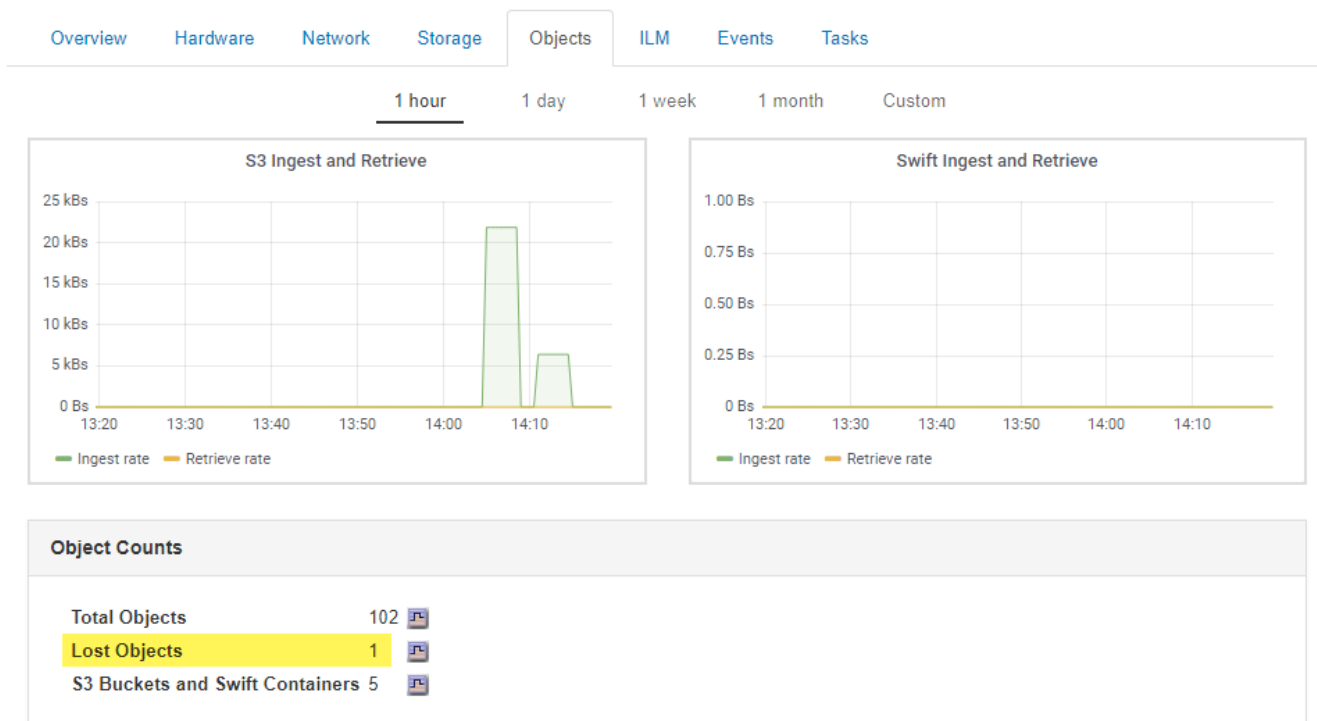 Overview Hardware Network Storage Objects ILM Events Tasks
1 hour 1 day 1 week 1 month Custom
S3 Ingest and Retrieve
25 kBs
20 kBs
15 kBs
10 kBs
5 kBs
0 Bs
13:20 13:30 13:40 13:50 14:00 14:10
Ingest rate Retrieve rate
Swift Ingest and Retrieve
1.00 Bs
0.75 Bs
0.50 Bs
0.25 Bs
0 Bs
13:20 13:30 13:40 13:50 14:00 14:10
Ingest rate Retrieve rate
Object Counts
Total Objects 102
Lost Objects 1
S3 Buckets and Swift Containers 5